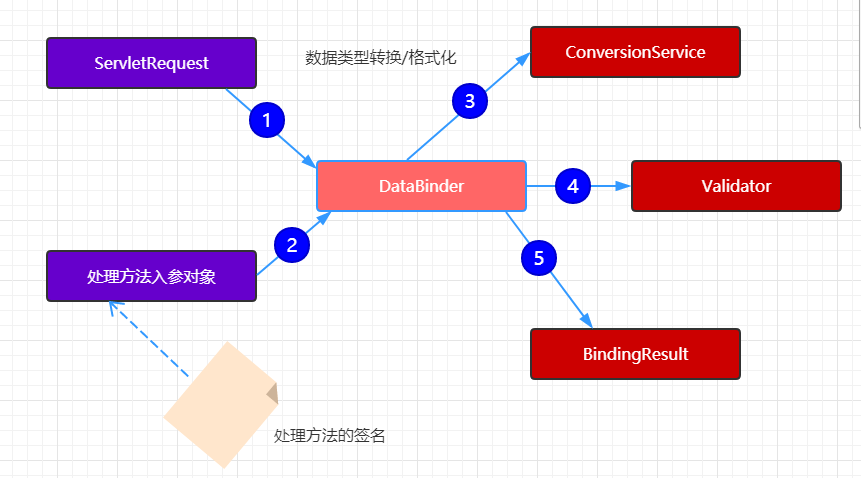 ServletRequest
数据类型转换/格式化
ConversionService
1
3
DataBinder
4
Validator
2
处理方法入参对象
5
BindingResult
处理方法的签名